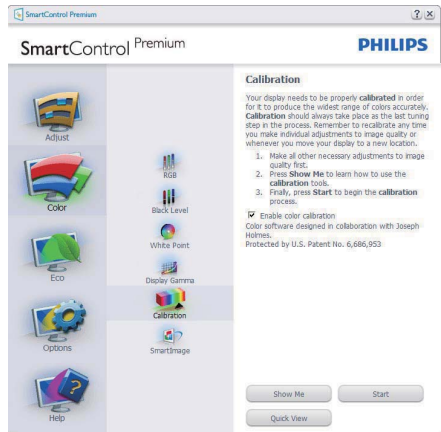 SmartControl Premium
? X
SmartControl Premium
PHILIPS
Adjust
Color
Eco
Options
Help
RGB
Black Level
White Point
Display Gamma
Calibration
SmartImage
Calibration
Your display needs to be properly calibrated in order
for it to produce the widest range of colors accurately.
Calibration should always take place as the last tuning
step in the process. Remember to recalibrate any time
you make individual adjustments to image quality or
whenever you move your display to a new location.
1. Make all other necessary adjustments to image
quality first.
2. Press Show Me to learn how to use the
calibration tools.
3. Finally, press Start to begin the calibration
process.
Enable color calibration
Color software designed in collaboration with Joseph
Holmes.
Protected by U.S. Patent No. 6,686,953
Show Me
Start
Quick View